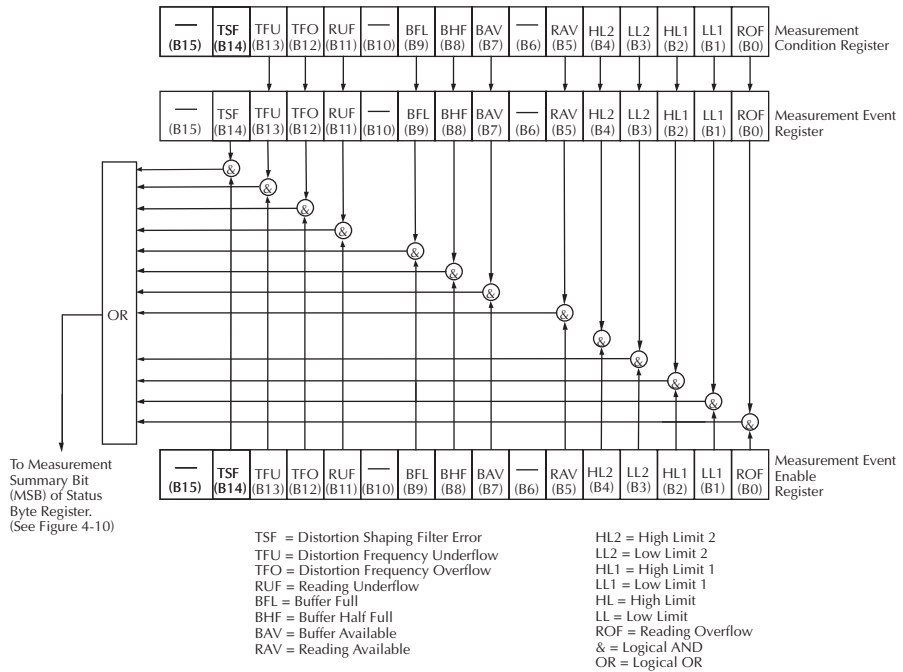 — TSF TFU TFO RUF — BFL BHF BAV — RAV HL2 LL2 HL1 LL1 ROF
(B15) (B14) (B13) (B12) (B11) (B10) (B9) (B8) (B7) (B6) (B5) (B4) (B3) (B2) (B1) (B0)
Measurement
Condition Register
— TSF TFU TFO RUF — BFL BHF BAV — RAV HL2 LL2 HL1 LL1 ROF
(B15) (B14) (B13) (B12) (B11) (B10) (B9) (B8) (B7) (B6) (B5) (B4) (B3) (B2) (B1) (B0)
Measurement Event
Register
&
&
&
&
&
&
&
&
&
&
&
&
&
OR
To Measurement
Summary Bit
(MSB) of Status
Byte Register.
(See Figure 4-10)
— TSF TFU TFO RUF — BFL BHF BAV — RAV HL2 LL2 HL1 LL1 ROF
(B15) (B14) (B13) (B12) (B11) (B10) (B9) (B8) (B7) (B6) (B5) (B4) (B3) (B2) (B1) (B0)
Measurement Event
Enable
Register
TSF = Distortion Shaping Filter Error
TFU = Distortion Frequency Underflow
TFO = Distortion Frequency Overflow
RUF = Reading Underflow
BFL = Buffer Full
BHF = Buffer Half Full
BAV = Buffer Available
RAV = Reading Available
HL2 = High Limit 2
LL2 = Low Limit 2
HL1 = High Limit 1
LL1 = Low Limit 1
HL = High Limit
LL = Low Limit
ROF = Reading Overflow
& = Logical AND
OR = Logical OR